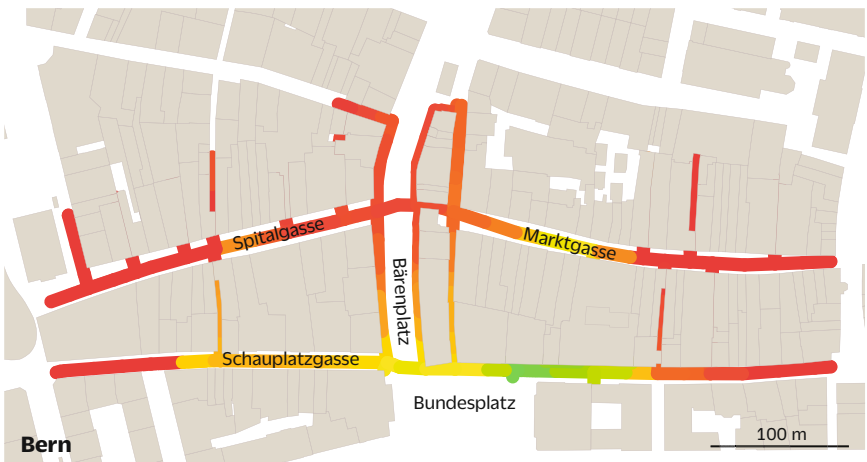 Spitalgasse
Marktgasse
Bärenplatz
Schauplatzgasse
Bundesplatz
Bern
100 m